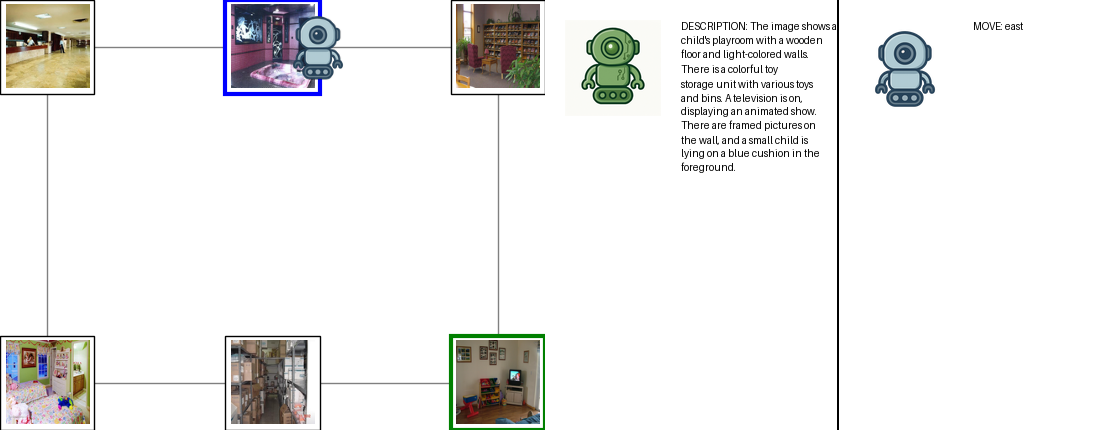 DESCRIPTION: The image shows a
child's playroom with a wooden
floor and light-colored walls.
There is a colorful toy
storage unit with various toys
and bins. A television is on,
displaying an animated show.
There are framed pictures on
the wall, and a small child is
lying on a blue cushion in the
foreground.
MOVE: east